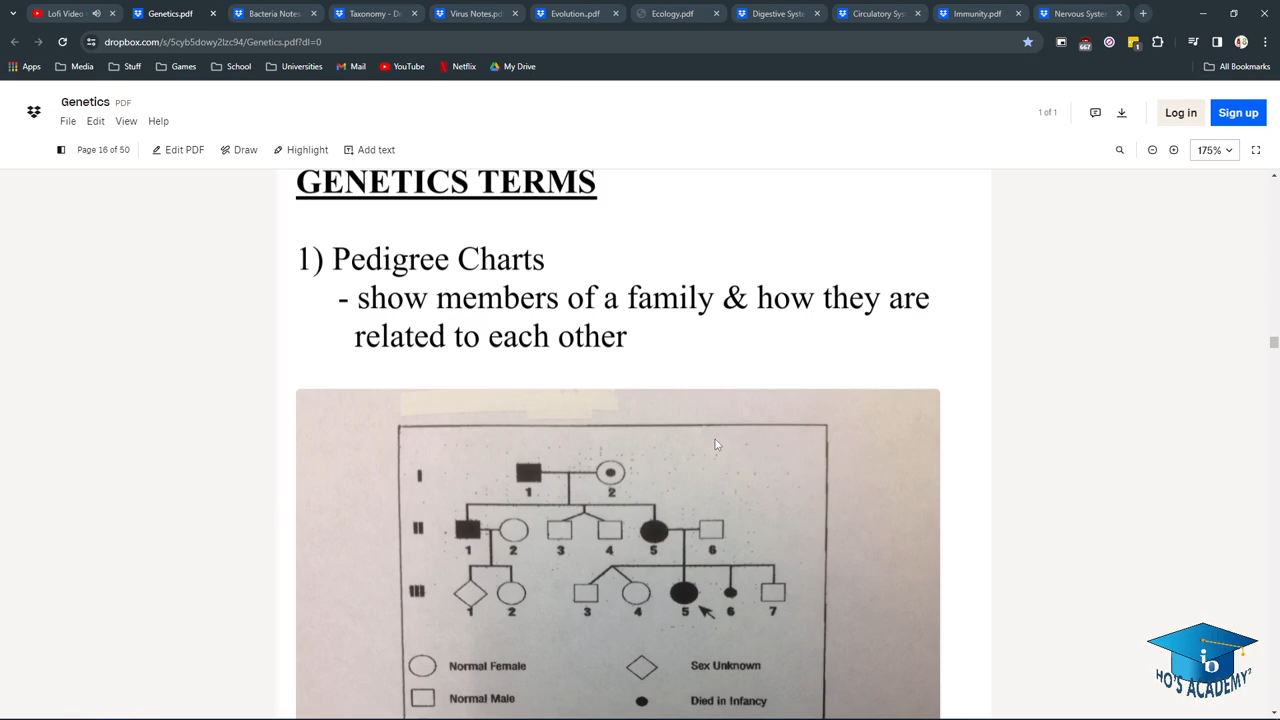 Lofi Video
Genetics.pdf
Bacteria Notes.
Taxonomy - D
Virus Notes.pd
Evolution..pdf
Ecology.pdf
Digestive Syste
Circulatory Sys
Immunity.pdf
Nervous System
dropbox.com/s/5cyb5dowy2lzc94/Genetics.pdf?dl=0
667
1
Apps
Media
Stuff
Games
School
Universities
Mail
YouTube
Netflix
My Drive
All Bookmarks
Genetics PDF
File Edit View Help
1 of 1
Log in
Sign up
Page 16 of 50
Edit PDF
Draw
Highlight
Add text
175%
GENETICS TERMS
1) Pedigree Charts
- show members of a family & how they are
related to each other
I
1 2
II
1 2 3 4 5 6
III
1 2 3 4 5 6 7
Normal Female
Sex Unknown
Normal Male
Died in Infancy
HO'S ACADEMY